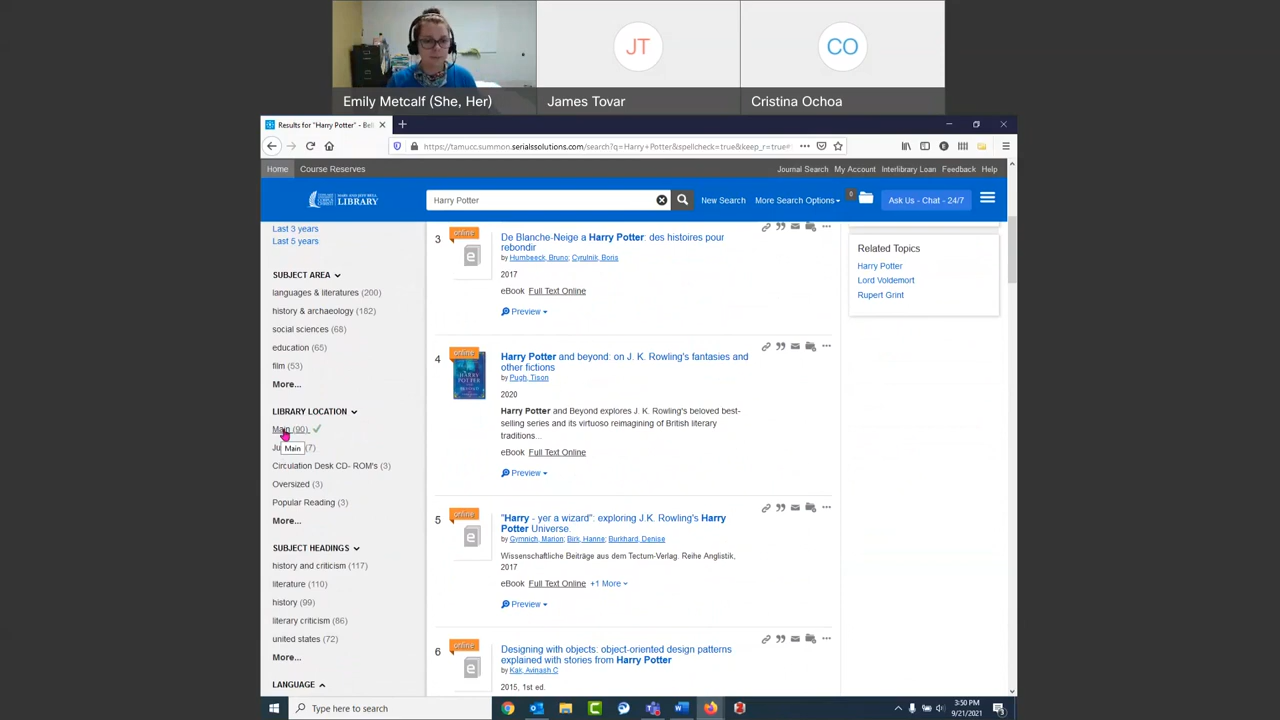 JT
CO
Emily Metcalf (She, Her)
James Tovar
Cristina Ochoa
Results for "Harry Potter" - Bel
https://tamucc.summon.serialssolutions.com/search?q=Harry+Potter&spellcheck=true&keep_r=true
Home
Course Reserves
Journal Search
My Account
Interlibrary Loan
Feedback
Help
LIBRARY
Harry Potter
New Search
More Search Options
0
Ask Us - Chat - 24/7
Last 3 years
Last 5 years
SUBJECT AREA
languages & literatures (200)
history & archaeology (182)
social sciences (68)
education (65)
film (53)
More...
LIBRARY LOCATION
Main (90)
Main
(7)
Circulation Desk CD- ROM's (3)
Oversized (3)
Popular Reading (3)
More...
SUBJECT HEADINGS
history and criticism (117)
literature (110)
history (99)
literary criticism (86)
united states (72)
More...
LANGUAGE
3
online
e
De Blanche-Neige a Harry Potter: des histoires pour
rebondir
by Humbeeck, Bruno; Cyrulnik, Boris
2017
eBook Full Text Online
Preview
4
online
HARRY
POTTER
Harry Potter and beyond: on J. K. Rowling's fantasies and
other fictions
by Pugh, Tison
2020
Harry Potter and Beyond explores J. K. Rowling's beloved best-
selling series and its virtuoso reimagining of British literary
traditions...
eBook Full Text Online
Preview
5
online
e
"Harry - yer a wizard": exploring J.K. Rowling's Harry
Potter Universe.
by Gymnich, Marion; Birk, Hanne; Burkhard, Denise
Wissenschaftliche Beiträge aus dem Tectum-Verlag. Reihe Anglistik,
2017
eBook Full Text Online +1 More
Preview
6
online
e
Designing with objects: object-oriented design patterns
explained with stories from Harry Potter
by Kak, Avinash C
2015, 1st ed.
Related Topics
Harry Potter
Lord Voldemort
Rupert Grint
Type here to search
3:50 PM
9/21/2021